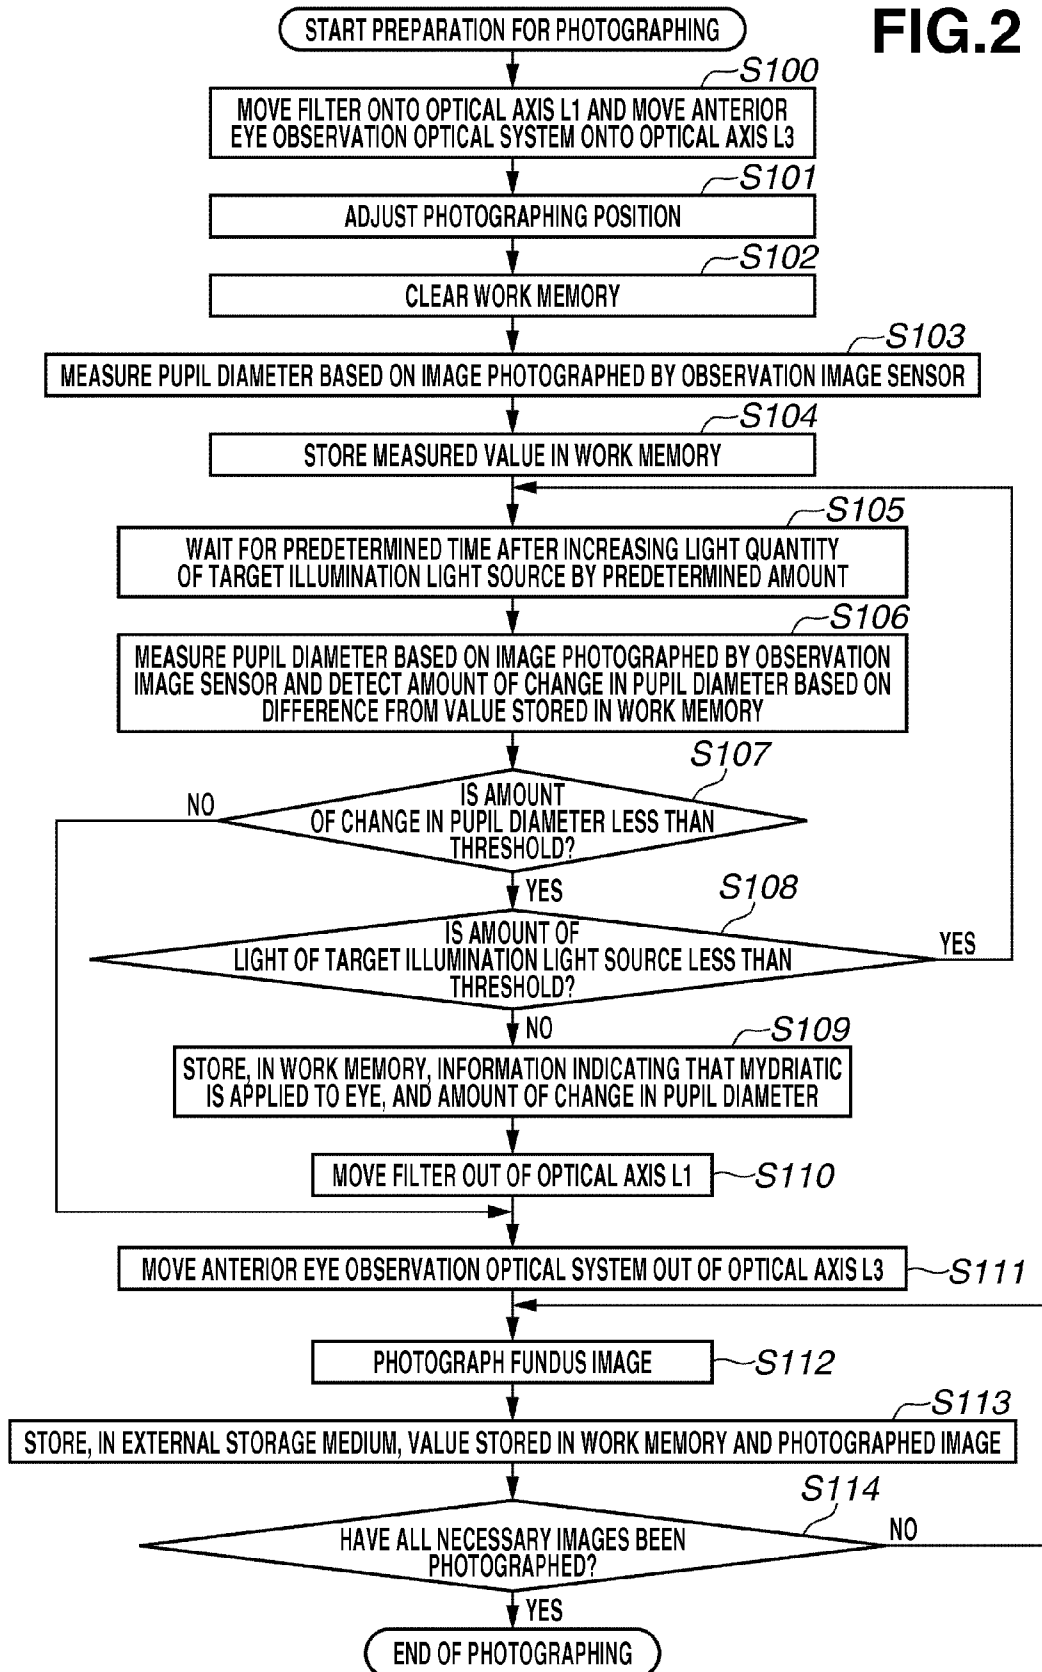 FIG.2
START PREPARATION FOR PHOTOGRAPHING
S100
MOVE FILTER ONTO OPTICAL AXIS L1 AND MOVE ANTERIOR
EYE OBSERVATION OPTICAL SYSTEM ONTO OPTICAL AXIS L3
S101
ADJUST PHOTOGRAPHING POSITION
S102
CLEAR WORK MEMORY
S103
MEASURE PUPIL DIAMETER BASED ON IMAGE PHOTOGRAPHED BY OBSERVATION IMAGE SENSOR
S104
STORE MEASURED VALUE IN WORK MEMORY
S105
WAIT FOR PREDETERMINED TIME AFTER INCREASING LIGHT QUANTITY
OF TARGET ILLUMINATION LIGHT SOURCE BY PREDETERMINED AMOUNT
S106
MEASURE PUPIL DIAMETER BASED ON IMAGE PHOTOGRAPHED BY OBSERVATION
IMAGE SENSOR AND DETECT AMOUNT OF CHANGE IN PUPIL DIAMETER BASED ON
DIFFERENCE FROM VALUE STORED IN WORK MEMORY
S107
IS AMOUNT
OF CHANGE IN PUPIL DIAMETER LESS THAN
THRESHOLD?
NO
YES
S108
IS AMOUNT OF
LIGHT OF TARGET ILLUMINATION LIGHT SOURCE LESS THAN
THRESHOLD?
YES
NO
S109
STORE, IN WORK MEMORY, INFORMATION INDICATING THAT MYDRIATIC
IS APPLIED TO EYE, AND AMOUNT OF CHANGE IN PUPIL DIAMETER
MOVE FILTER OUT OF OPTICAL AXIS L1
S110
MOVE ANTERIOR EYE OBSERVATION OPTICAL SYSTEM OUT OF OPTICAL AXIS L3
S111
PHOTOGRAPH FUNDUS IMAGE
S112
S113
STORE, IN EXTERNAL STORAGE MEDIUM, VALUE STORED IN WORK MEMORY AND PHOTOGRAPHED IMAGE
S114
HAVE ALL NECESSARY IMAGES BEEN
PHOTOGRAPHED?
NO
YES
END OF PHOTOGRAPHING